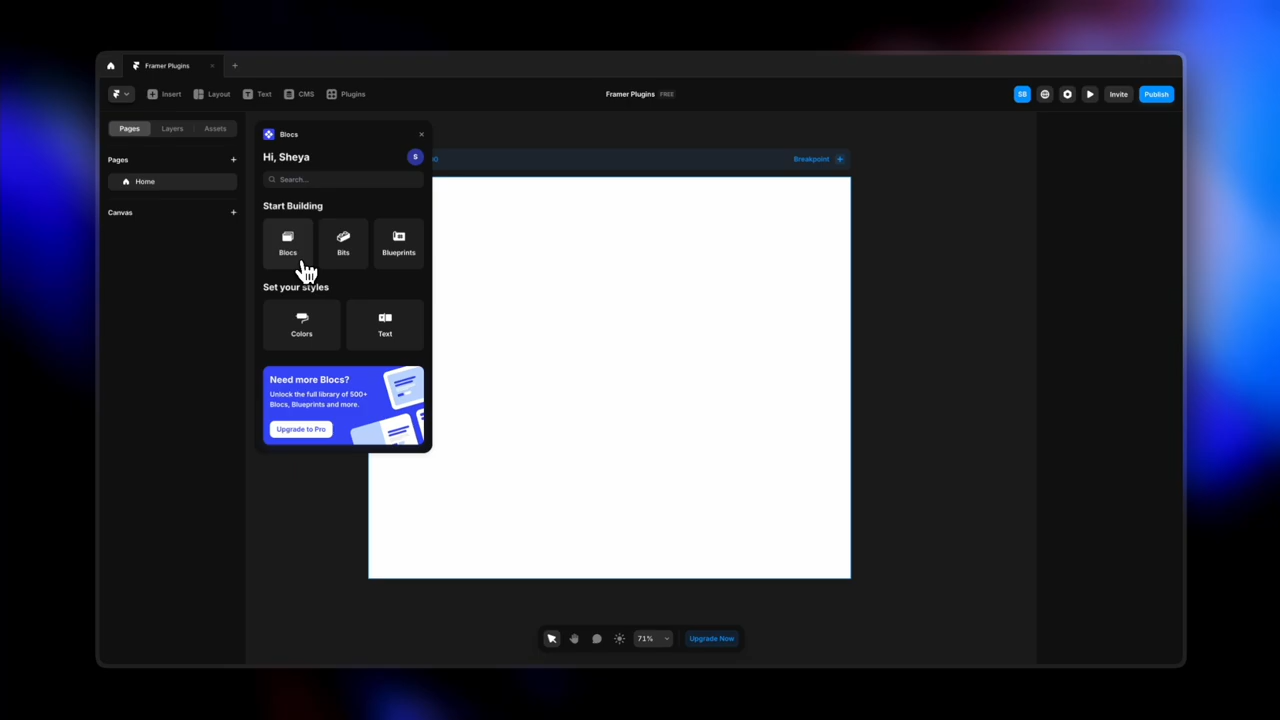 Framer Plugins
Insert
Layout
Text
CMS
Plugins
Framer Plugins FREE
SB
Invite
Publish
Pages
Layers
Assets
Pages
Home
Canvas
Blocs
Hi, Sheya
S
Search...
Start Building
Blocs
Bits
Blueprints
Set your styles
Colors
Text
Need more Blocs?
Unlock the full library of 500+
Blocs, Blueprints and more.
Upgrade to Pro
Breakpoint
71%
Upgrade Now